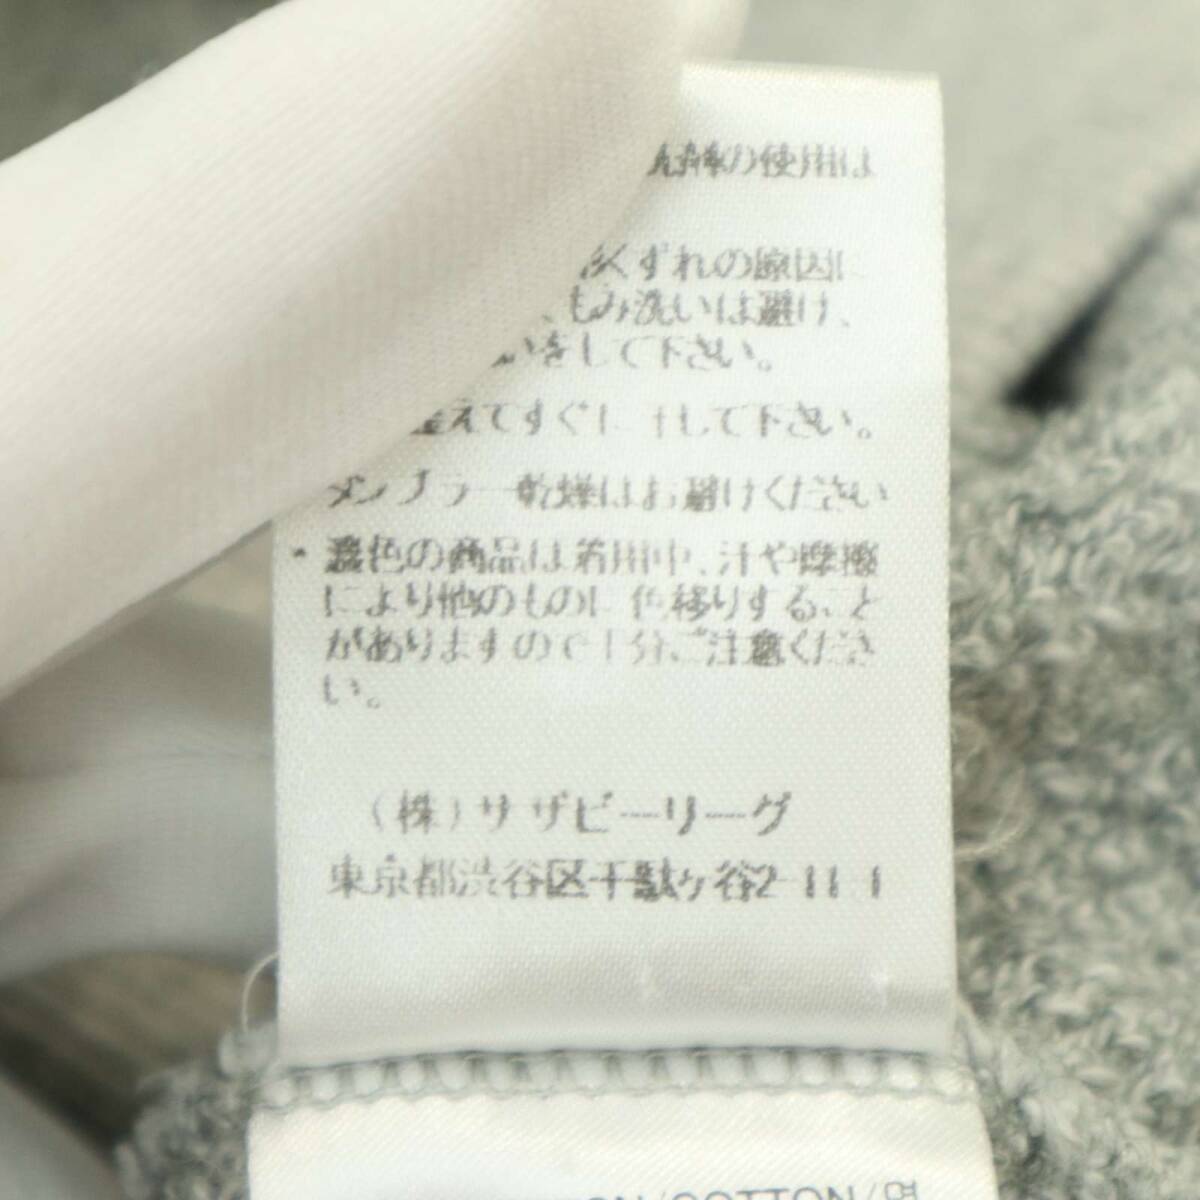 の使用は
くずれの原因に
、もみ洗いは避け、
いをして下さい。
えてすぐに干して下さい。
タンブラー乾燥はお避けください
・濃色の商品は着用中、汗や摩擦
により他のものに色移りすること
がありますので十分ご注意くださ
い。
(株)サザビーリーグ
東京都渋谷区千駄ヶ谷2-11-1
COTTON/